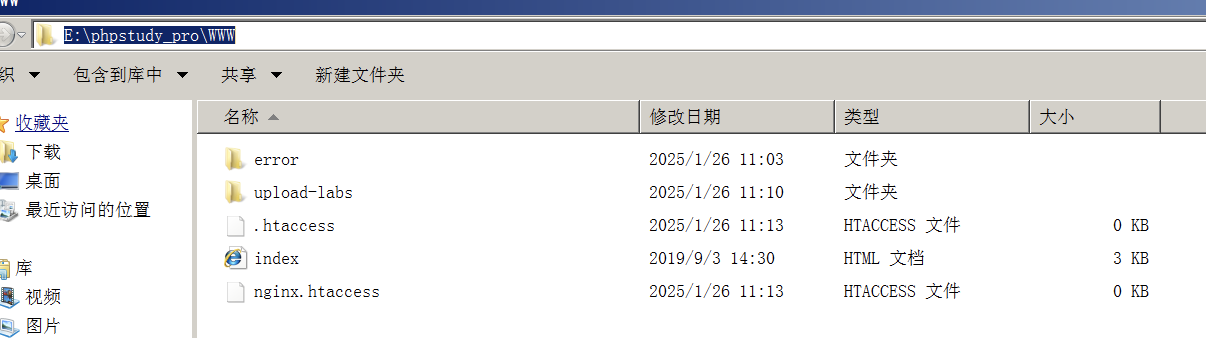 WWW
E:\phpstudy_pro\WWW
织 包含到库中 共享 新建文件夹
收藏夹
下载
桌面
最近访问的位置
库
视频
图片
名称 修改日期 类型 大小
error 2025/1/26 11:03 文件夹
upload-labs 2025/1/26 11:10 文件夹
.htaccess 2025/1/26 11:13 HTACCESS 文件 0 KB
index 2019/9/3 14:30 HTML 文档 3 KB
nginx.htaccess 2025/1/26 11:13 HTACCESS 文件 0 KB